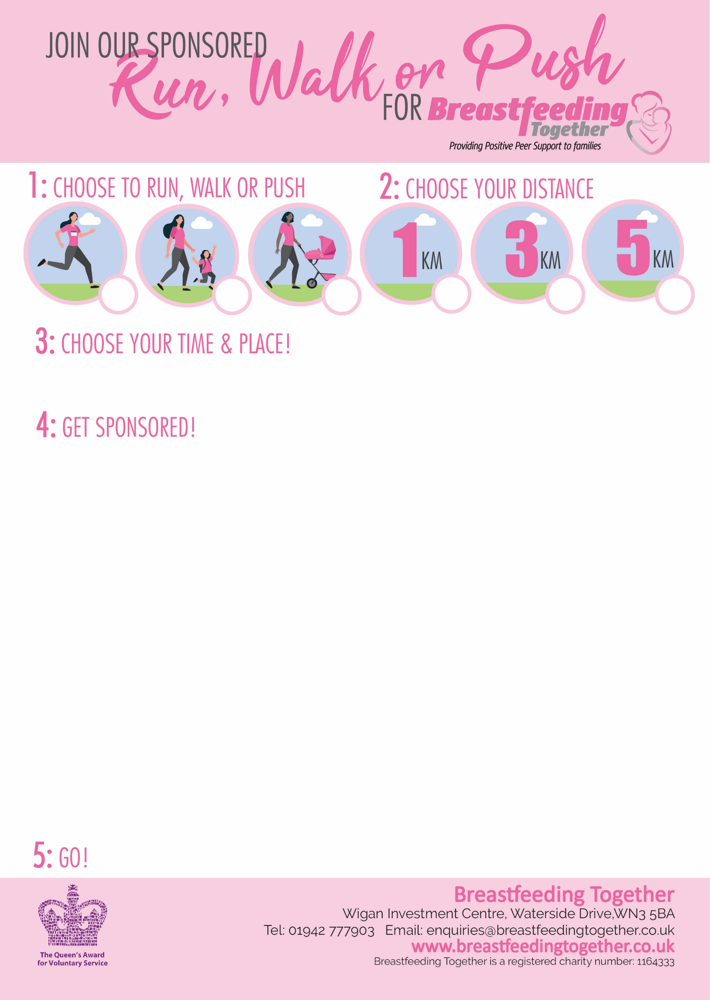 JOIN OUR SPONSORED
Run, Walk or Push
FOR Breastfeeding
Together
Providing Positive Peer Support to families
1: CHOOSE TO RUN, WALK OR PUSH
2: CHOOSE YOUR DISTANCE
1 KM
3 KM
5 KM
3: CHOOSE YOUR TIME & PLACE!
4: GET SPONSORED!
5: GO!
The Queen's Award
for Voluntary Service
Breastfeeding Together
Wigan Investment Centre, Waterside Drive,WN3 5BA
Tel: 01942 777903 Email: enquiries@breastfeedingtogether.co.uk
www.breastfeedingtogether.co.uk
Breastfeeding Together is a registered charity number: 1164333